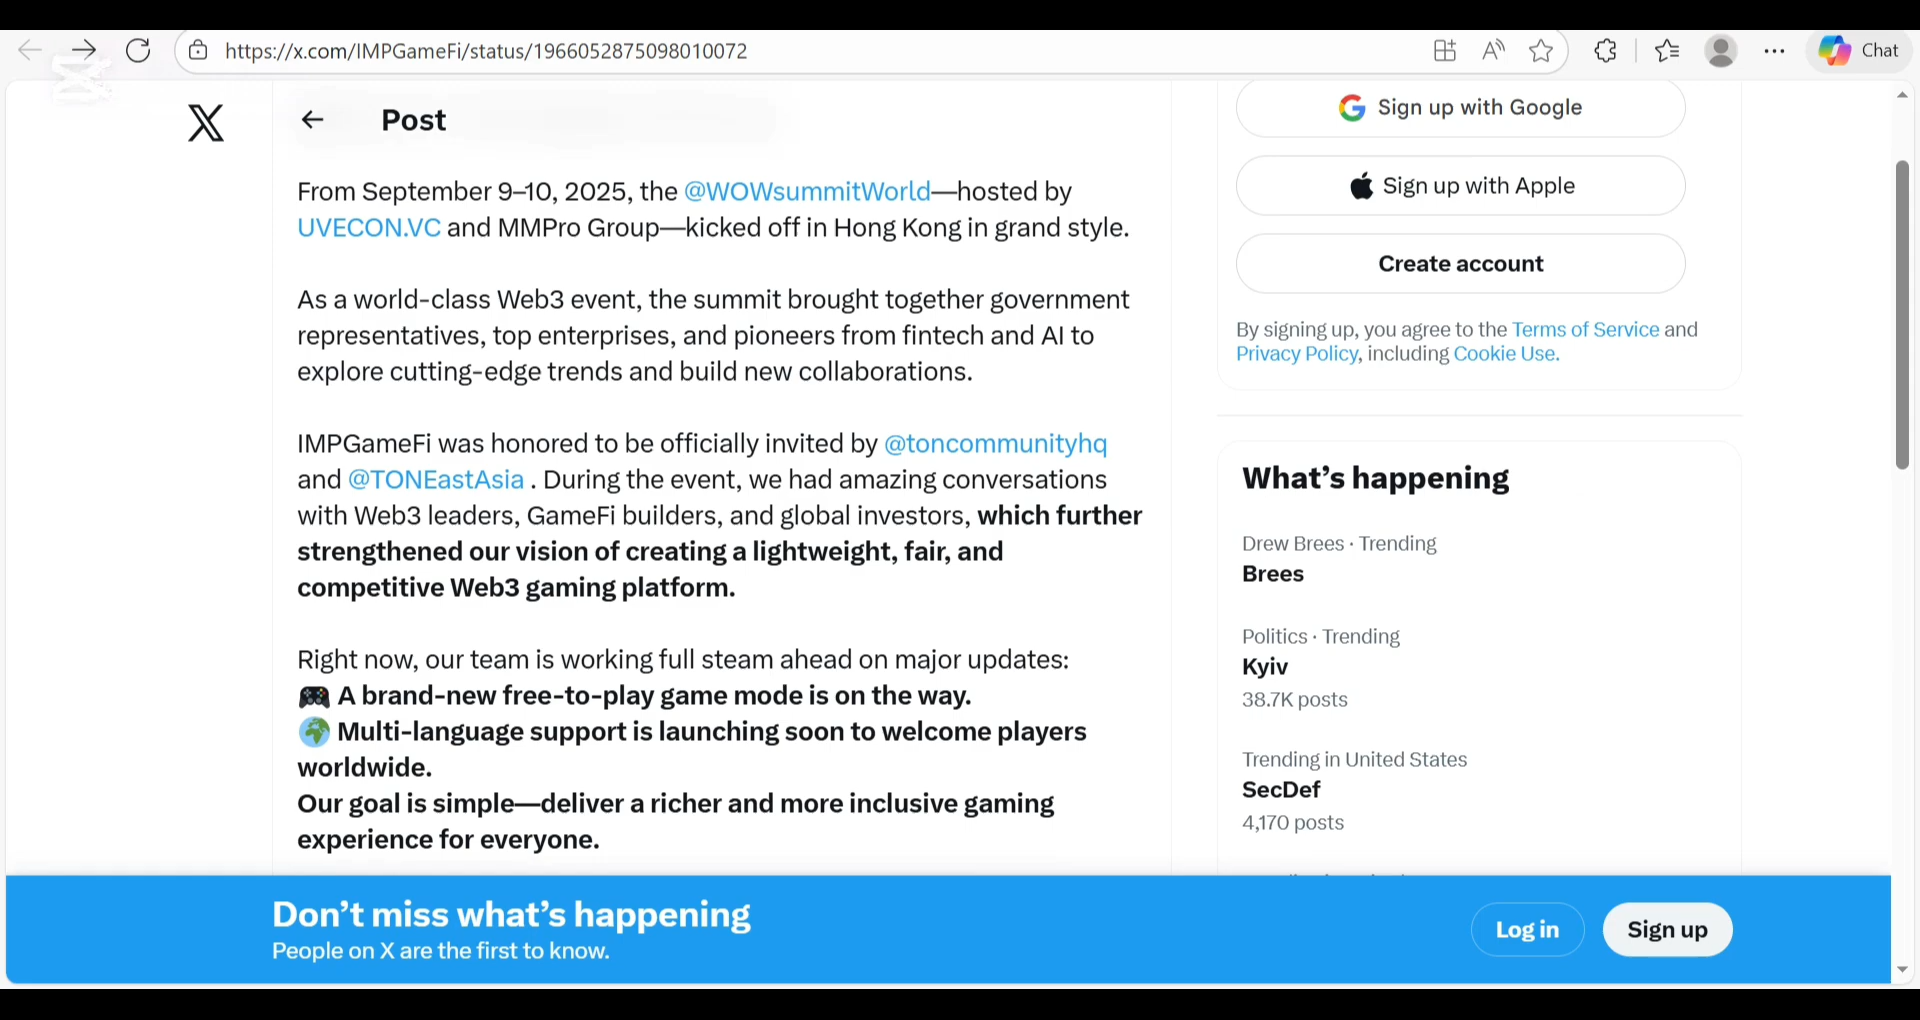 https://x.com/IMPGameFi/status/1966052875098010072
Chat
Post
From September 9–10, 2025, the @WOWsummitWorld—hosted by
UVECON.VC and MMPro Group—kicked off in Hong Kong in grand style.
As a world-class Web3 event, the summit brought together government
representatives, top enterprises, and pioneers from fintech and AI to
explore cutting-edge trends and build new collaborations.
IMPGameFi was honored to be officially invited by @toncommunityhq
and @TONEastAsia . During the event, we had amazing conversations
with Web3 leaders, GameFi builders, and global investors, which further
strengthened our vision of creating a lightweight, fair, and
competitive Web3 gaming platform.
Right now, our team is working full steam ahead on major updates:
🎮 A brand-new free-to-play game mode is on the way.
🌍 Multi-language support is launching soon to welcome players
worldwide.
Our goal is simple—deliver a richer and more inclusive gaming
experience for everyone.
Sign up with Google
Sign up with Apple
Create account
By signing up, you agree to the Terms of Service and
Privacy Policy, including Cookie Use.
What's happening
Drew Brees · Trending
Brees
Politics · Trending
Kyiv
38.7K posts
Trending in United States
SecDef
4,170 posts
Don't miss what's happening
People on X are the first to know.
Log in
Sign up